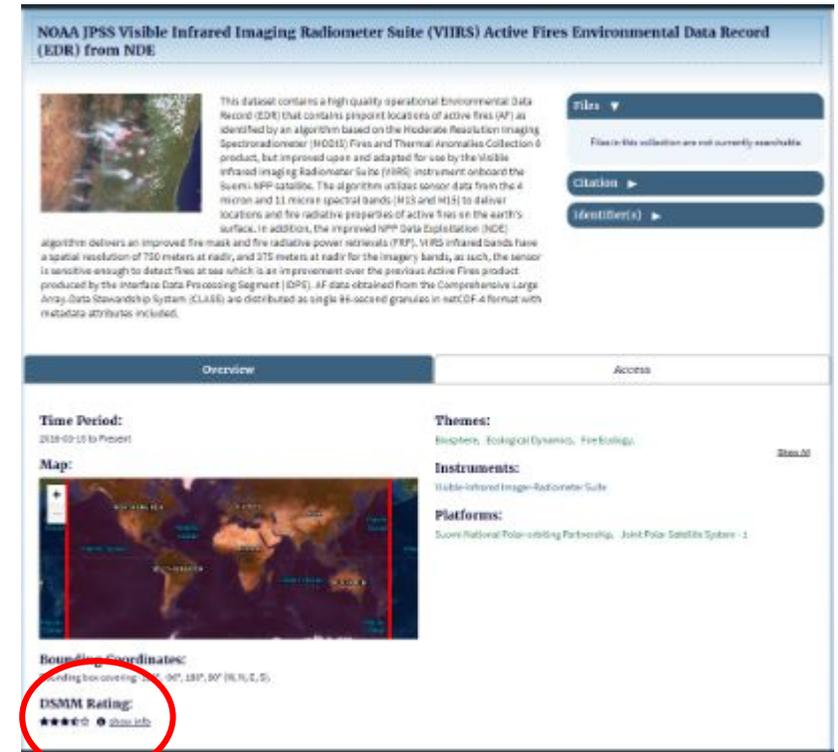 NOAA JPSS Visible Infrared Imaging Radiometer Suite (VIIRS) Active Fires Environmental Data Record
(EDR) from NDE
This dataset contains a high quality operational Environmental Data
Record (EDR) that contains pinpoint locations of active fires (AF) as
identified by an algorithm based on the Moderate Resolution Imaging
Spectroradiometer (MODIS) Fires and Thermal Anomalies Collection 6
product, but improved upon and adapted for use by the Visible
Infrared Imaging Radiometer Suite (VIIRS) instrument onboard the
Suomi-NPP satellite. The algorithm utilizes sensor data from the 4
micron and 11 micron spectral bands (M13 and M15) to deliver
locations and fire radiative properties of active fires on the earth's
surface. In addition, the improved NPP Data Exploitation (NDE)
algorithm delivers an improved fire mask and fire radiative power retrievals (FRP). VIIRS infrared bands have
a spatial resolution of 750 meters at nadir, and 375 meters at nadir for the imagery bands, as such, the sensor
is sensitive enough to detect fires at sea which is an improvement over the previous Active Fires product
produced by the Interface Data Processing Segment (IDPS). AF data obtained from the Comprehensive Large
Array-Data Stewardship System (CLASS) are distributed as single 86-second granules in netCDF-4 format with
metadata attributes included.
Files ▼
Files in this collection are not currently searchable
Citation ▶
Identifier(s) ▶
Overview
Access
Time Period:
to Present
Map:
+
Bounding Coordinates:
Bounding box covering
DSMM Rating:
show info
Themes:
Biosphere, Ecological Dynamics, Fire Ecology,
Show All
Instruments:
Visible-Infrared Imager-Radiometer Suite
Platforms:
Suomi National Polar-orbiting Partnership, Joint Polar Satellite System - 1